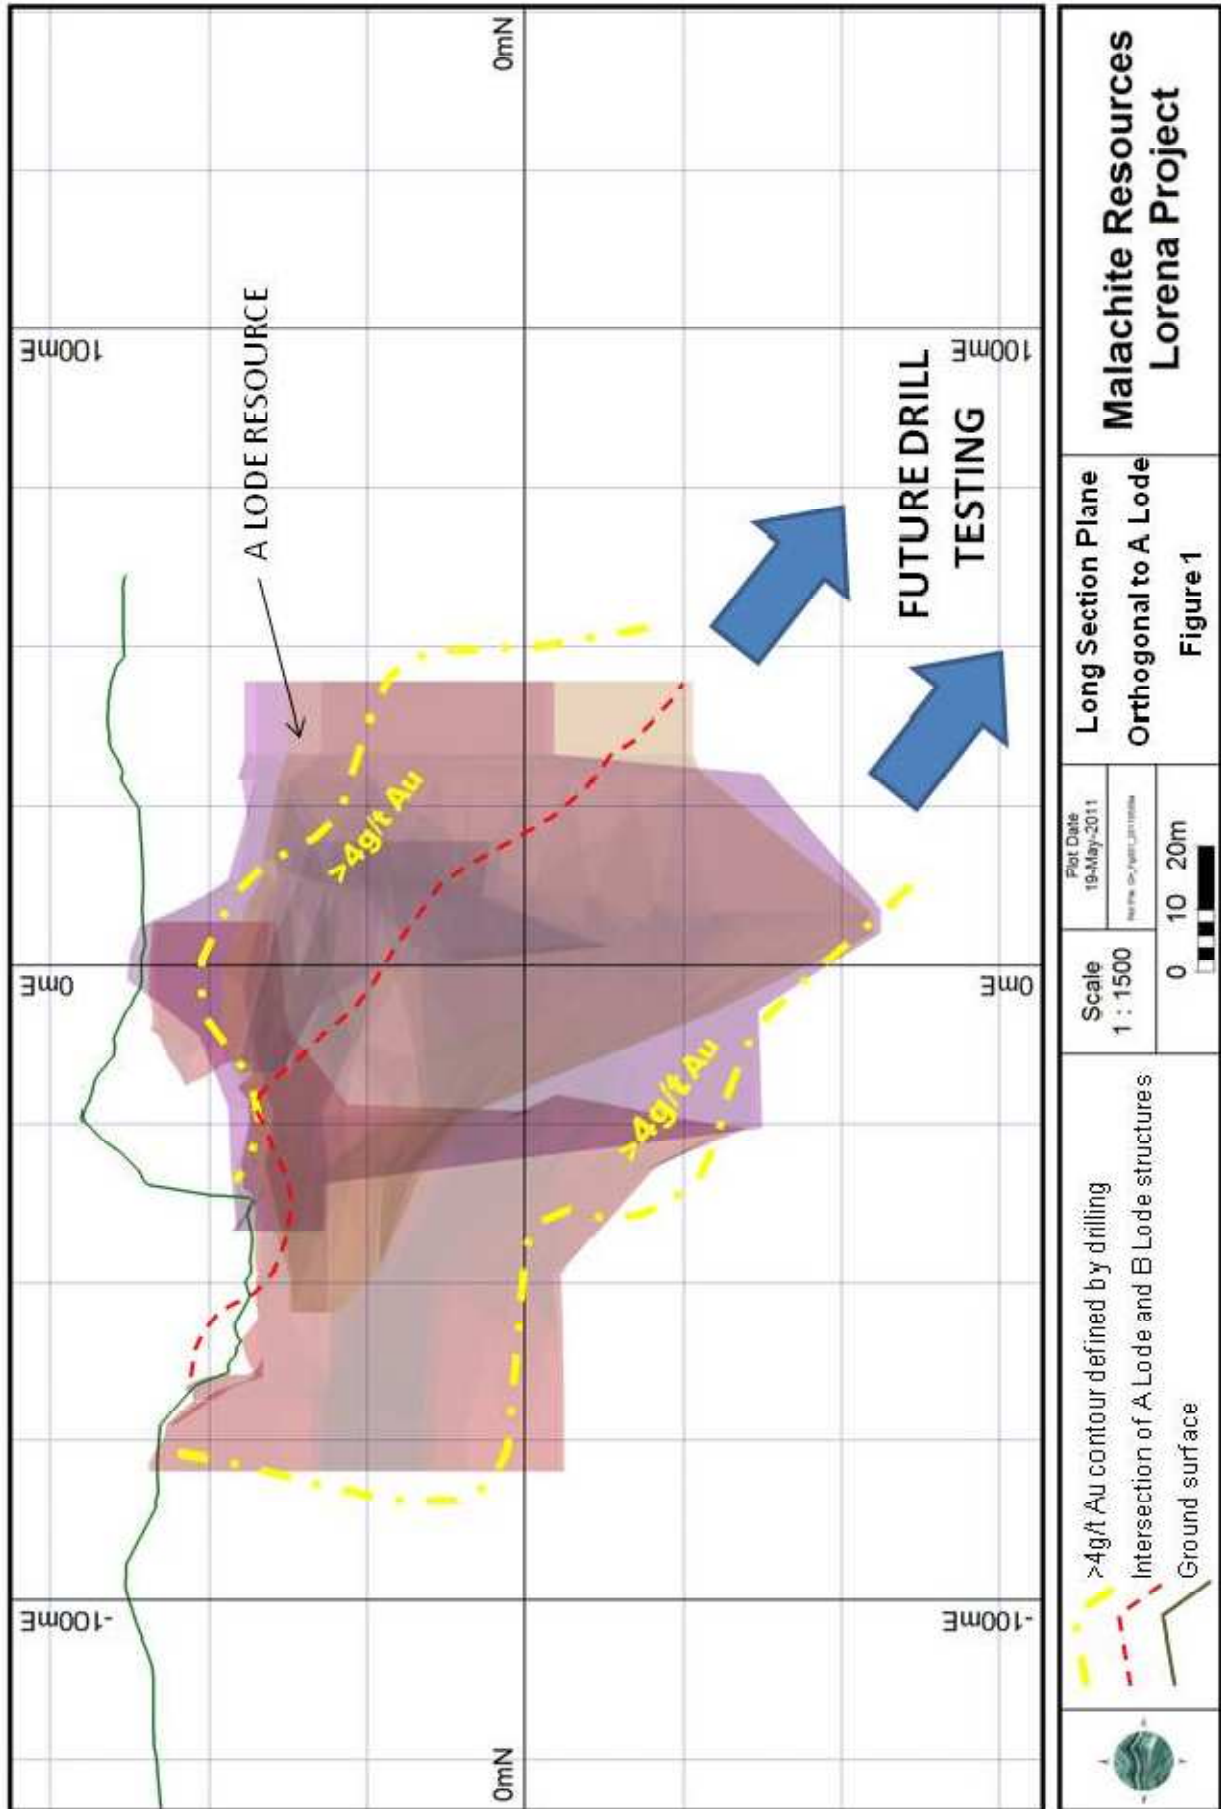 -100mE
0mE
100mE
0mN
0mN
A LODE RESOURCE
>4g/t Au
>4g/t Au
FUTURE DRILL
TESTING
-100mE
0mE
100mE
>4g/t Au contour defined by drilling
Intersection of A Lode and B Lode structures
Ground surface
Scale
1 : 1500
Plot Date
19-May-2011
0 10 20m
Long Section Plane
Orthogonal to A Lode
Figure 1
Malachite Resources
Lorena Project